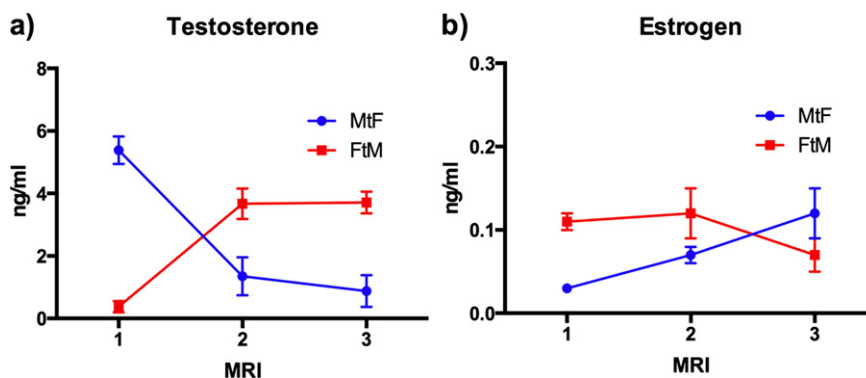 a) Testosterone
8
6
4
2
0
ng/ml
MtF
FtM
1 2 3
MRI
b) Estrogen
0.3
0.2
0.1
0.0
ng/ml
MtF
FtM
1 2 3
MRI